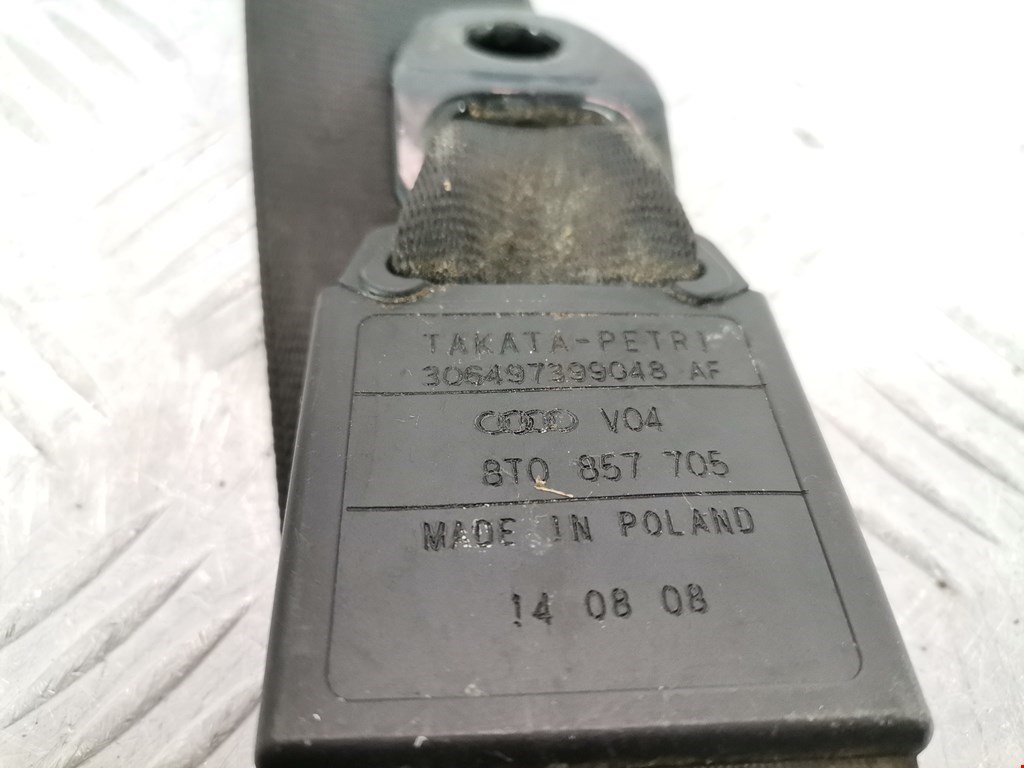 TAKATA-PETRI
306497399048 AF
V04
8T0 857 705
MADE IN POLAND
14 08 08